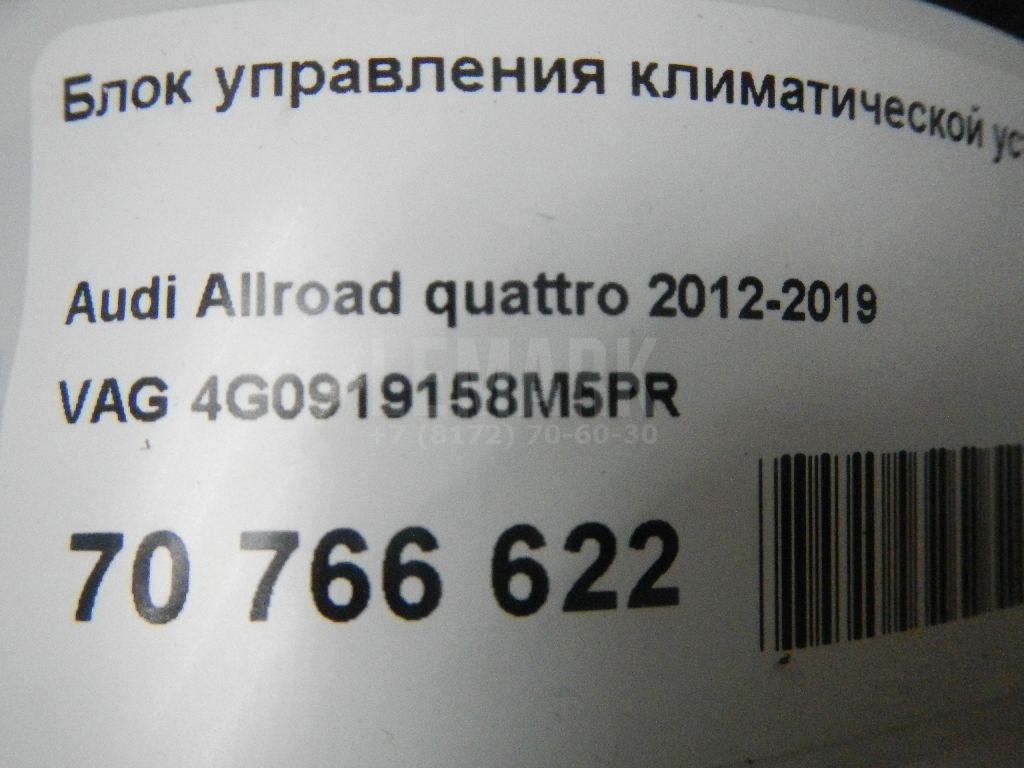 Блок управления климатической ус
Audi Allroad quattro 2012-2019
LEMARK
VAG 4G0919158M5PR
+7 (8172) 70-60-30
70 766 622